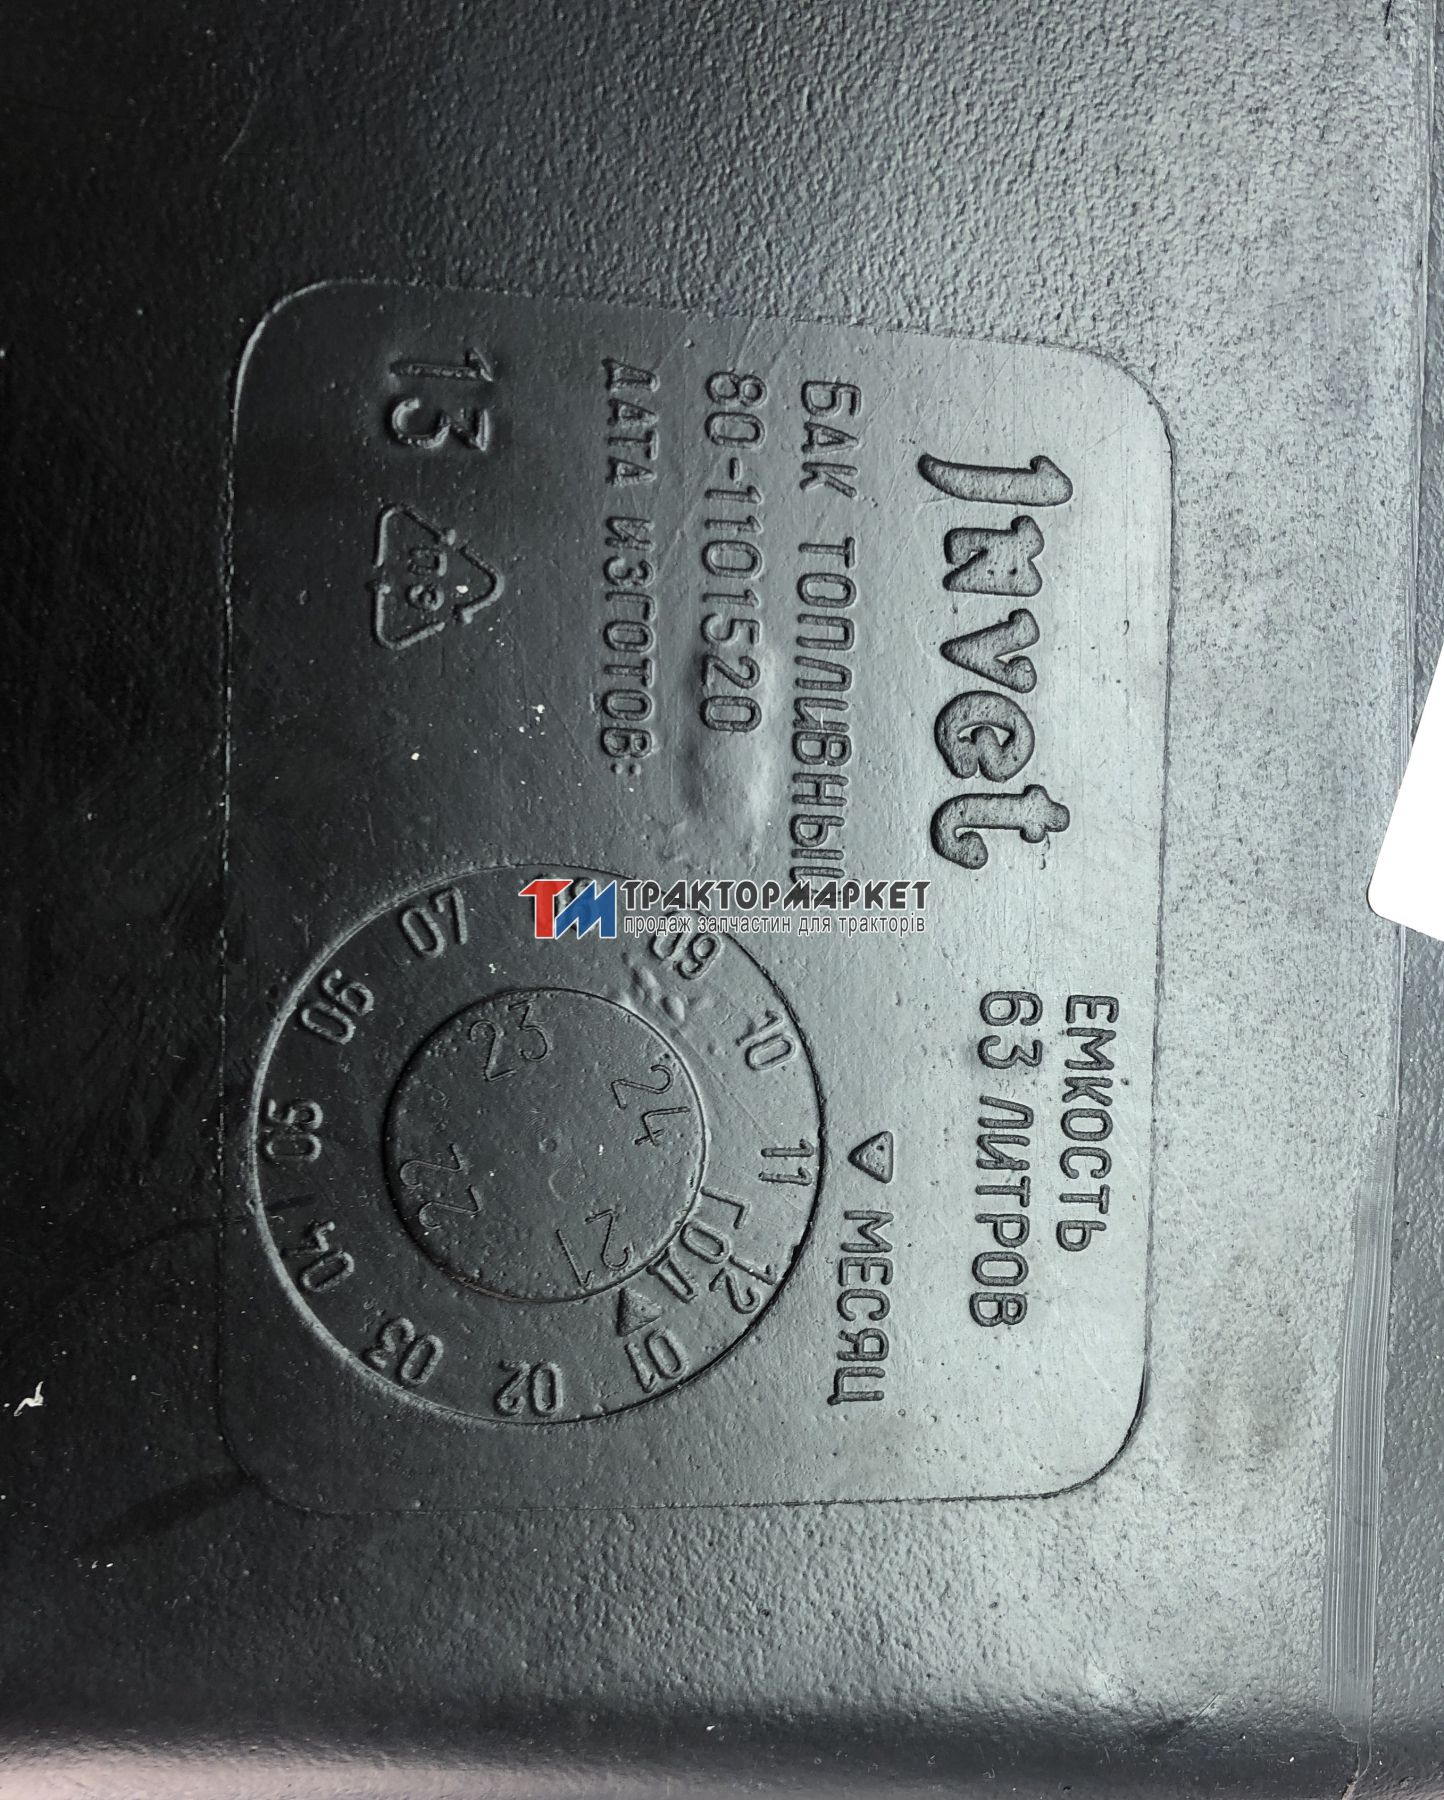 Invet
ЕМКОСТЬ
63 ЛИТРОВ
БАК ТОПЛИВНЫЙ
80-1101520
ДАТА ИЗГОТОВ:
МЕСЯЦ
13
ПЭ
ГОД
01
02
03
04
05
06
07
09
10
11
12
21
22
23
24
ТМ ТРАКТОРМАРКЕТ
продаж запчастин для тракторів